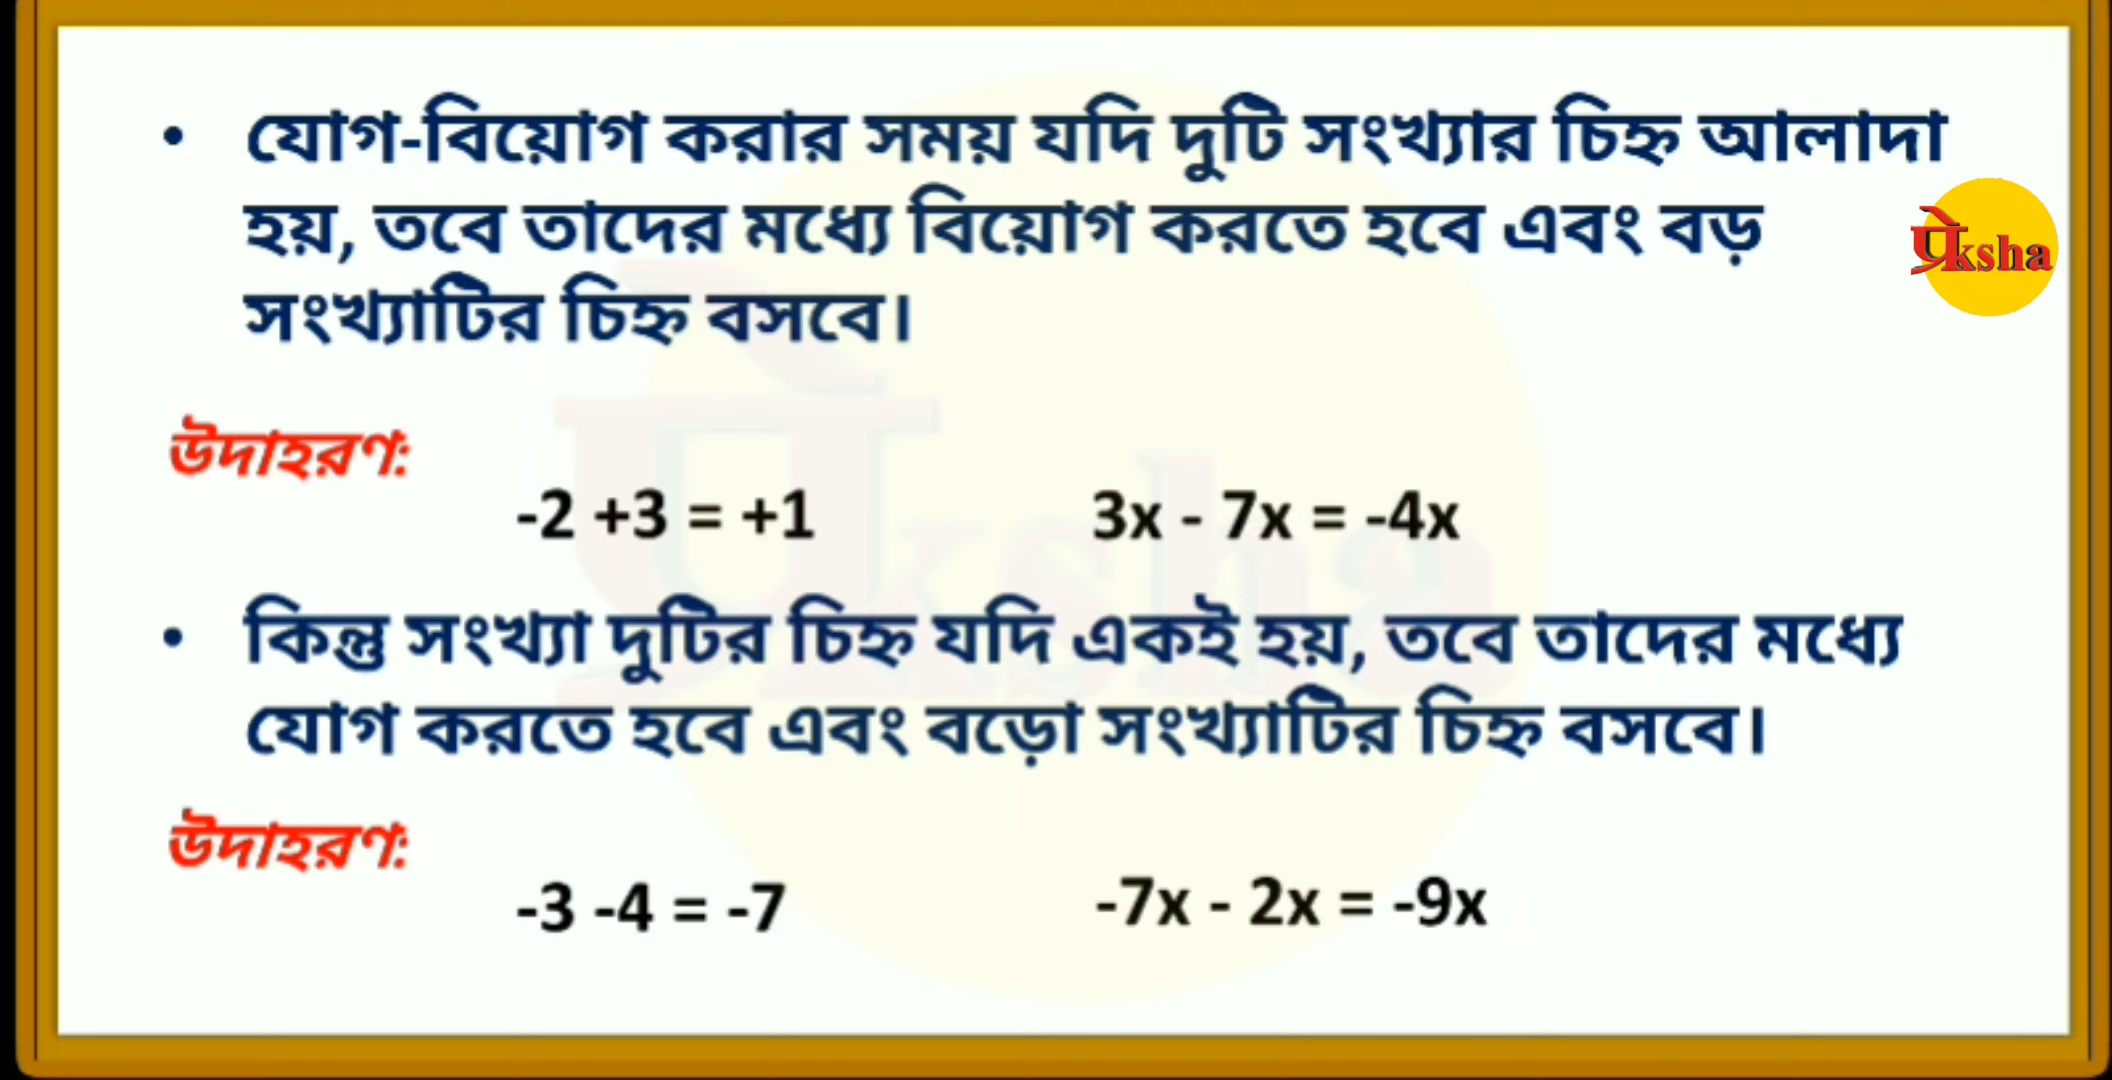 • যোগ-বিয়োগ করার সময় যদি দুটি সংখ্যার চিহ্ন আলাদা
হয়, তবে তাদের মধ্যে বিয়োগ করতে হবে এবং বড়
সংখ্যাটির চিহ্ন বসবে।
प्रेksha
উদাহরণ:
-2 +3 = +1 3x - 7x = -4x
• কিন্তু সংখ্যা দুটির চিহ্ন যদি একই হয়, তবে তাদের মধ্যে
যোগ করতে হবে এবং বড়ো সংখ্যাটির চিহ্ন বসবে।
উদাহরণ:
-3 -4 = -7 -7x - 2x = -9x